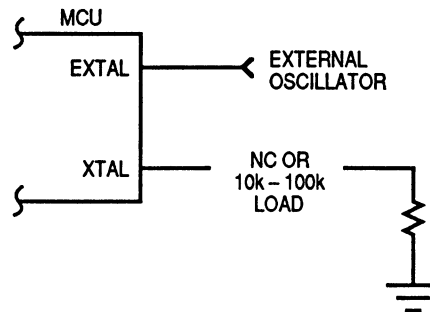 MCU
EXTAL
EXTERNAL
OSCILLATOR
XTAL
NC OR
10k – 100k
LOAD